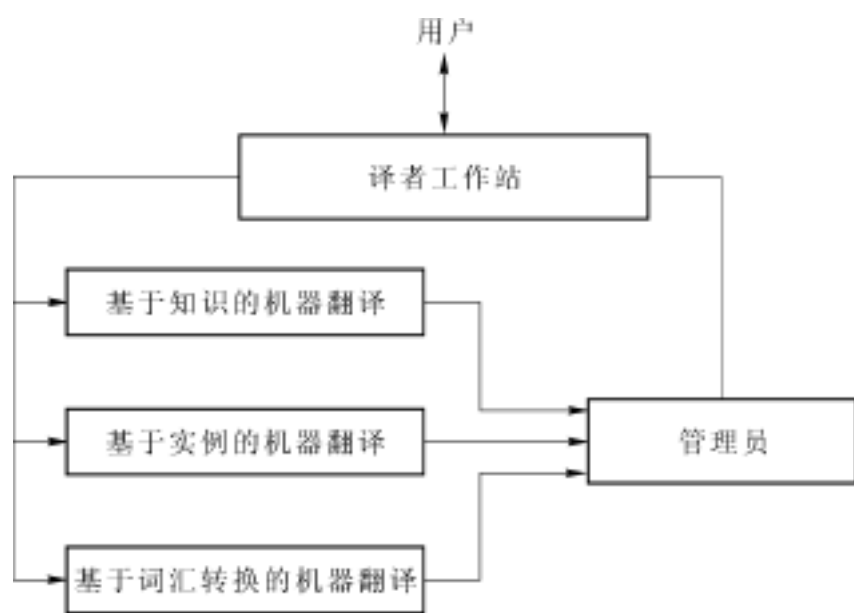 用户
译者工作站
基于知识的机器翻译
基于实例的机器翻译
管理员
基于词汇转换的机器翻译